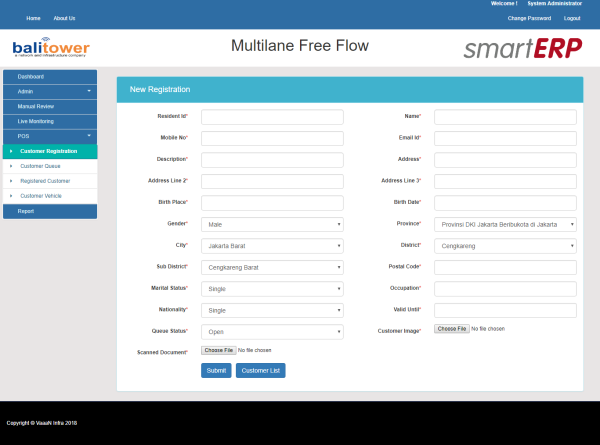 Welcome ! System Administrator
Home About Us Change Password Logout
balitower
a network and infrastructure company
Multilane Free Flow
smartERP
Dashboard
Admin
Manual Review
Live Monitoring
POS
Customer Registration
Customer Queue
Registered Customer
Customer Vehicle
Report
New Registration
Resident Id* Name*
Mobile No* Email Id*
Description* Address*
Address Line 2* Address Line 3*
Birth Place* Birth Date*
Gender* Male Province* Provinsi DKI Jakarta Beribukota di Jakarta
City* Jakarta Barat District* Cengkareng
Sub District* Cengkareng Barat Postal Code*
Marital Status* Single Occupation*
Nationality* Single Valid Until*
Queue Status* Open Customer Image* Choose File No file chosen
Scanned Document* Choose File No file chosen
Submit Customer List
Copyright © VaaaN Infra 2018